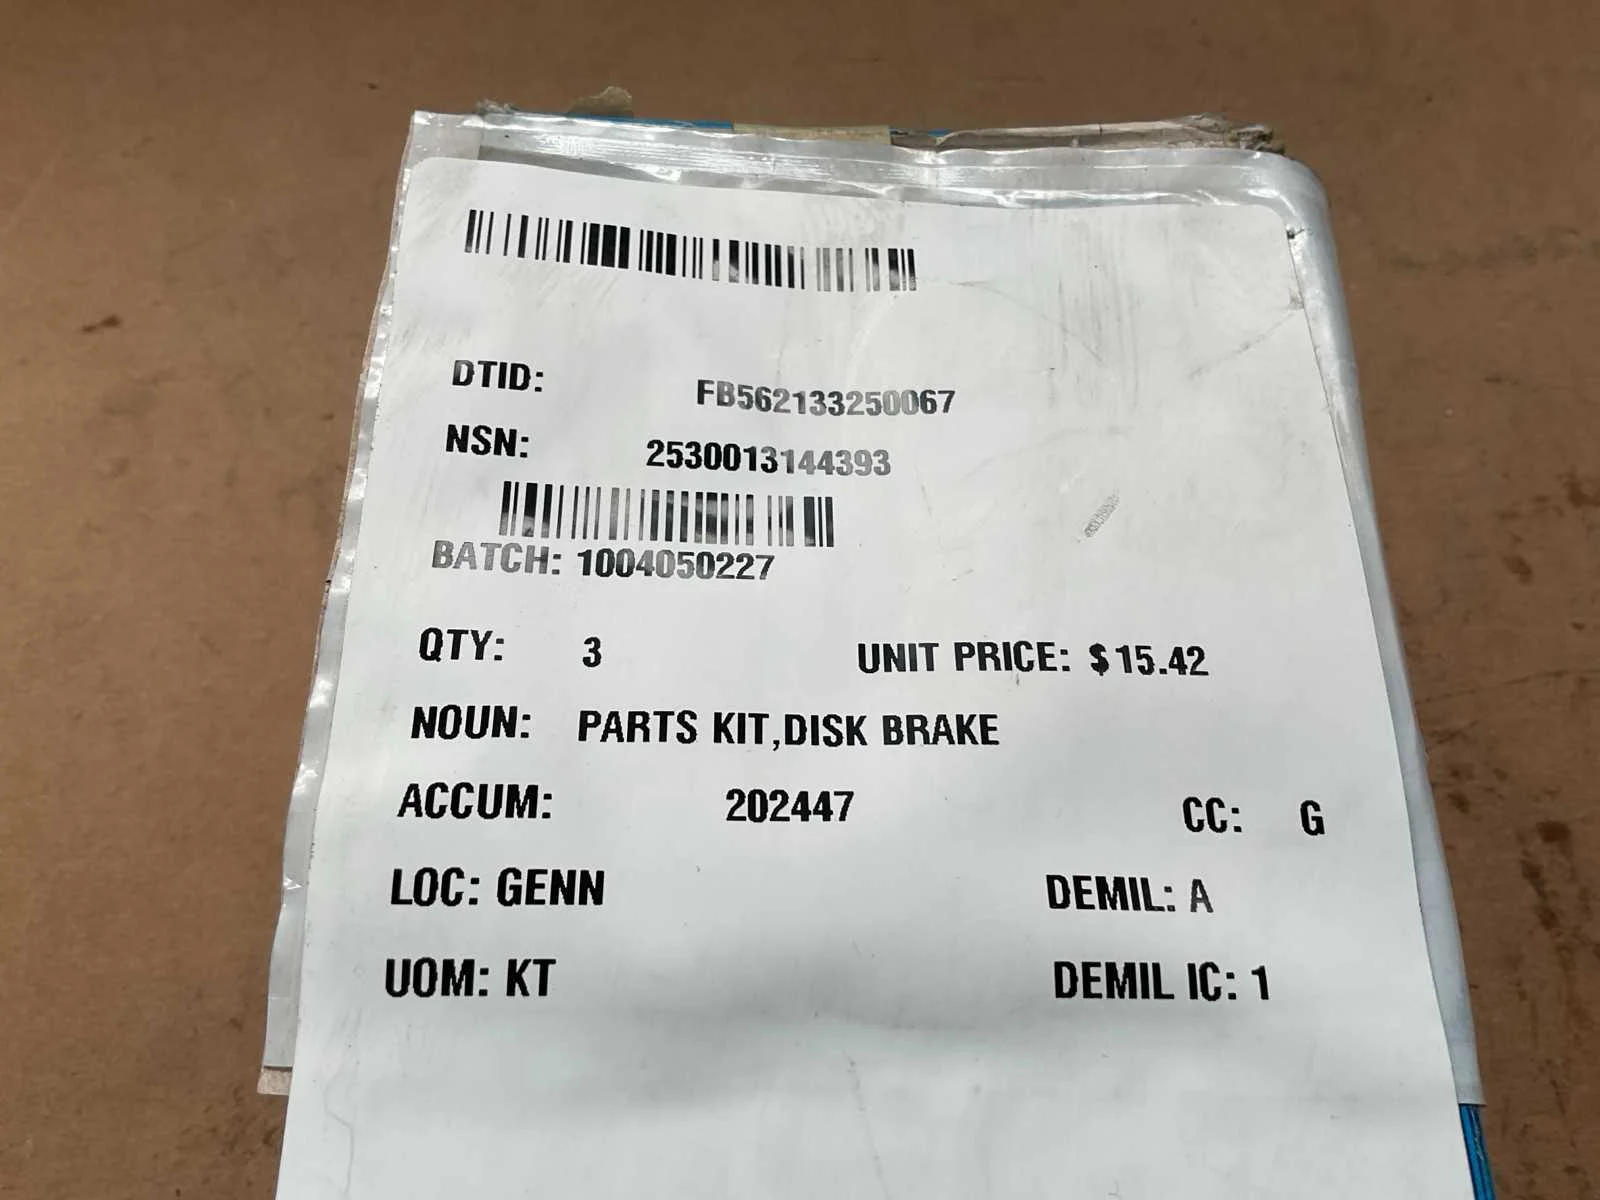 DTID: FB562133250067
NSN: 2530013144393
BATCH: 1004050227
QTY: 3 UNIT PRICE: $15.42
NOUN: PARTS KIT,DISK BRAKE
ACCUM: 202447 CC: G
LOC: GENN DEMIL: A
UOM: KT DEMIL IC: 1